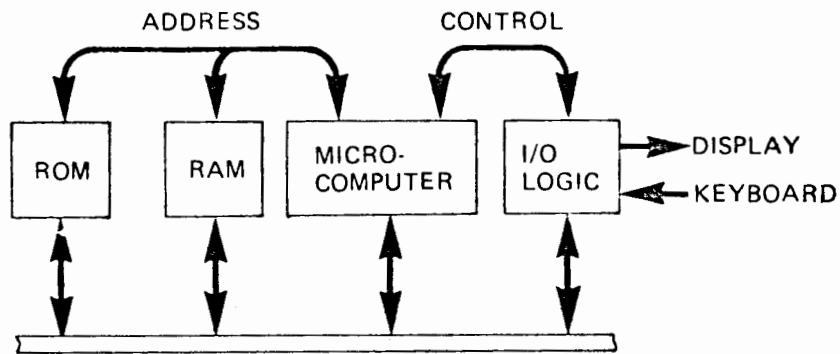 ADDRESS
CONTROL
ROM
RAM
MICRO-
COMPUTER
I/O
LOGIC
DISPLAY
KEYBOARD